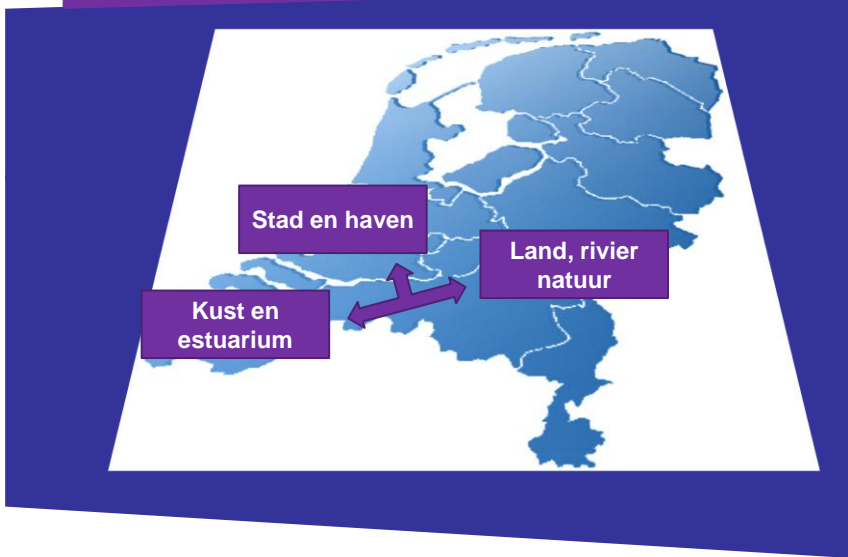 Stad en haven
Land, rivier
natuur
Kust en
estuarium